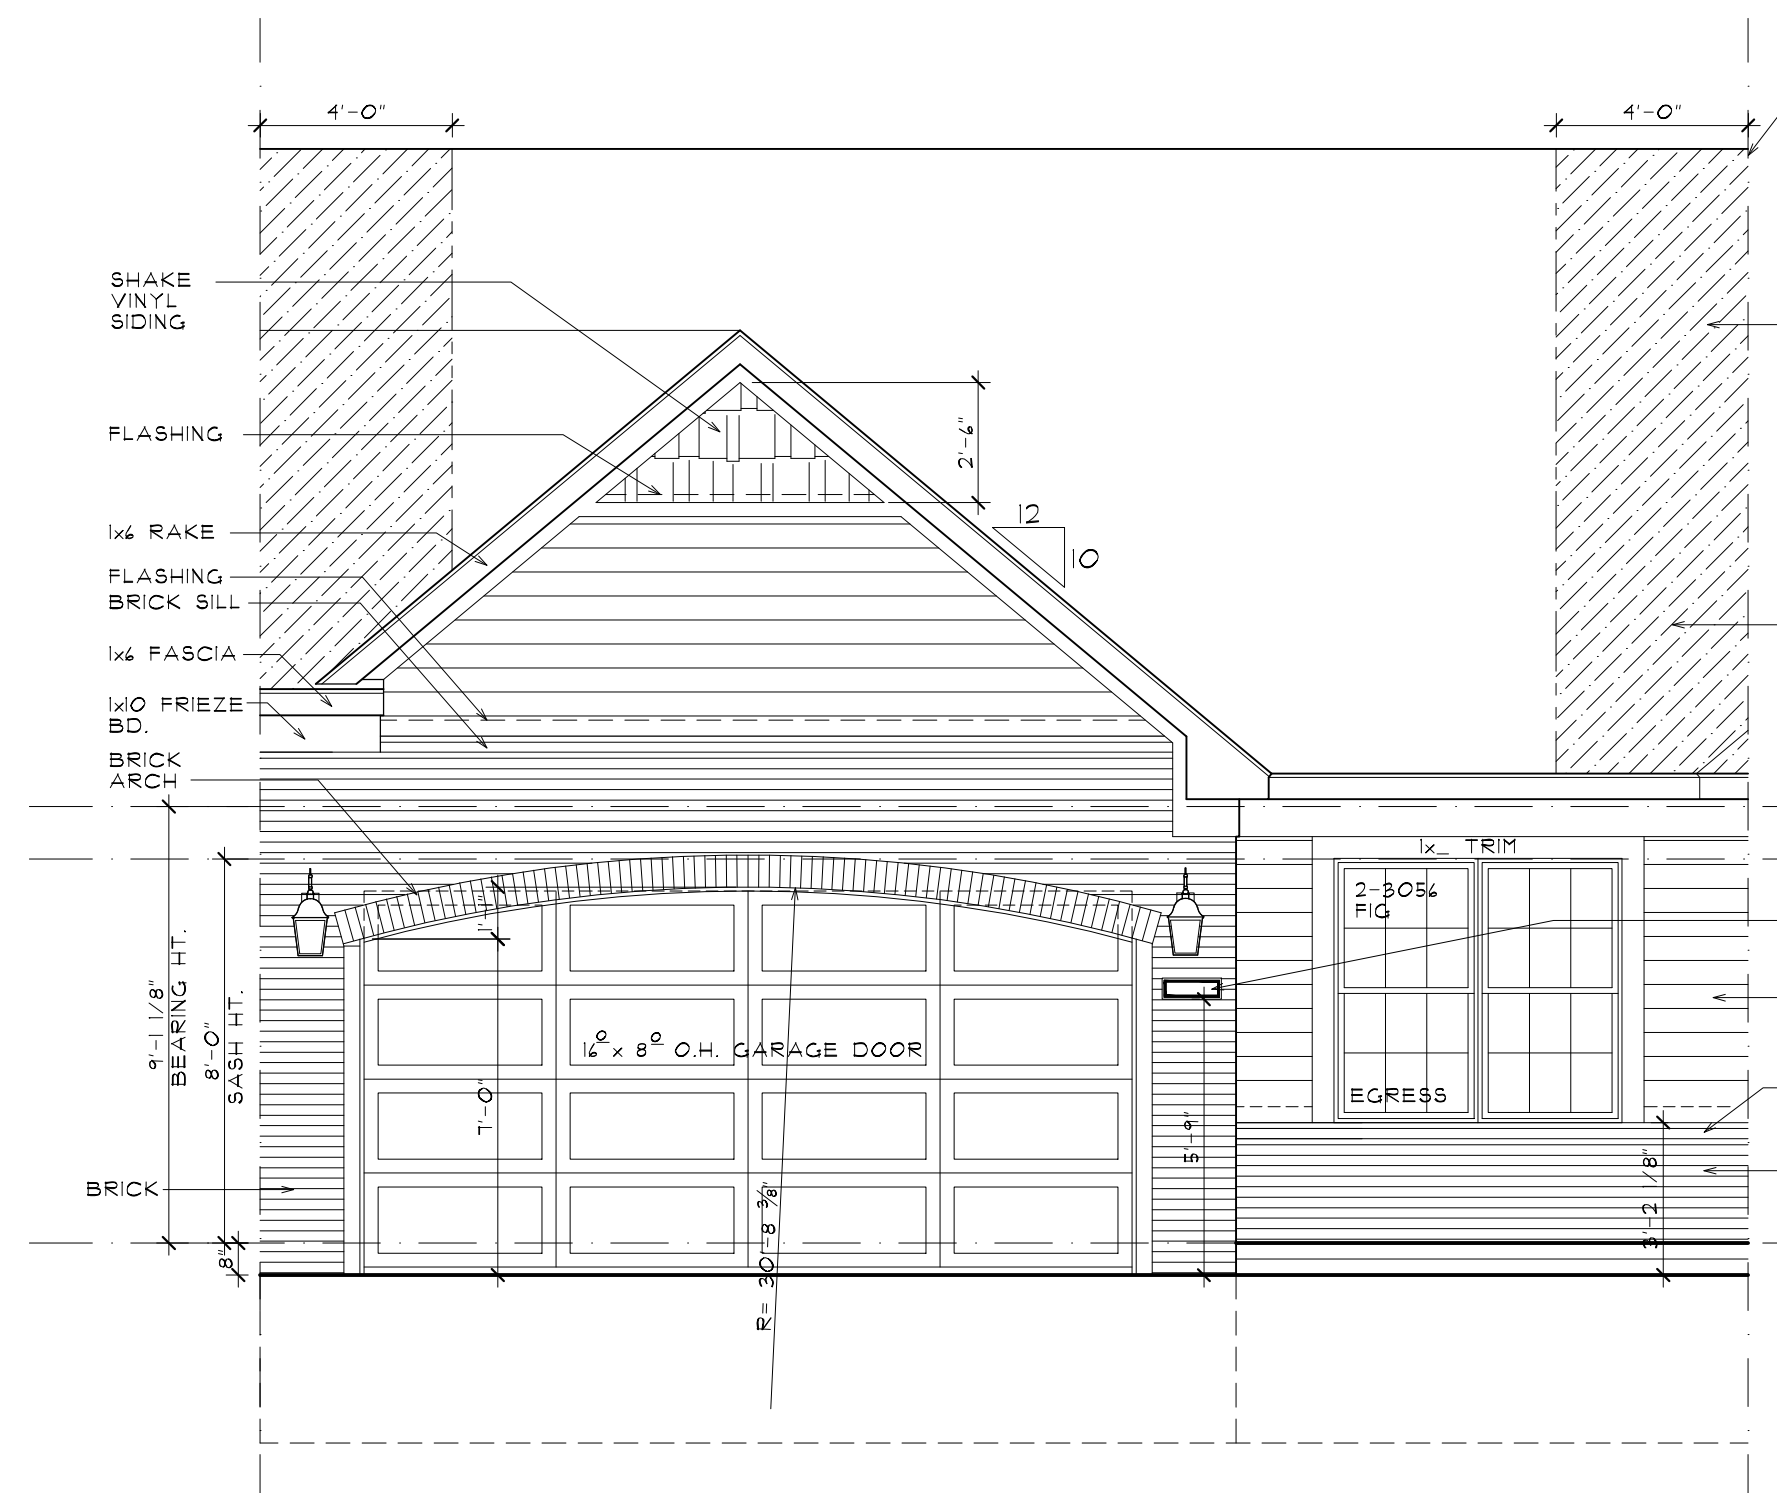 4'-0"
4'-0"
SHAKE
VINYL
SIDING
FLASHING
2'-6"
12
10
1x6 RAKE
FLASHING
BRICK SILL
1x6 FASCIA
1x10 FRIEZE
BD.
BRICK
ARCH
1x_ TRIM
2-3056
FIG
1'-1"
9'-1 1/8"
BEARING HT.
8'-0"
SASH HT.
16⁰ x 8⁰ O.H. GARAGE DOOR
7'-0"
5'-9"
EGRESS
3'-2 1/8"
BRICK
8"
R= 30'-8 3/8"